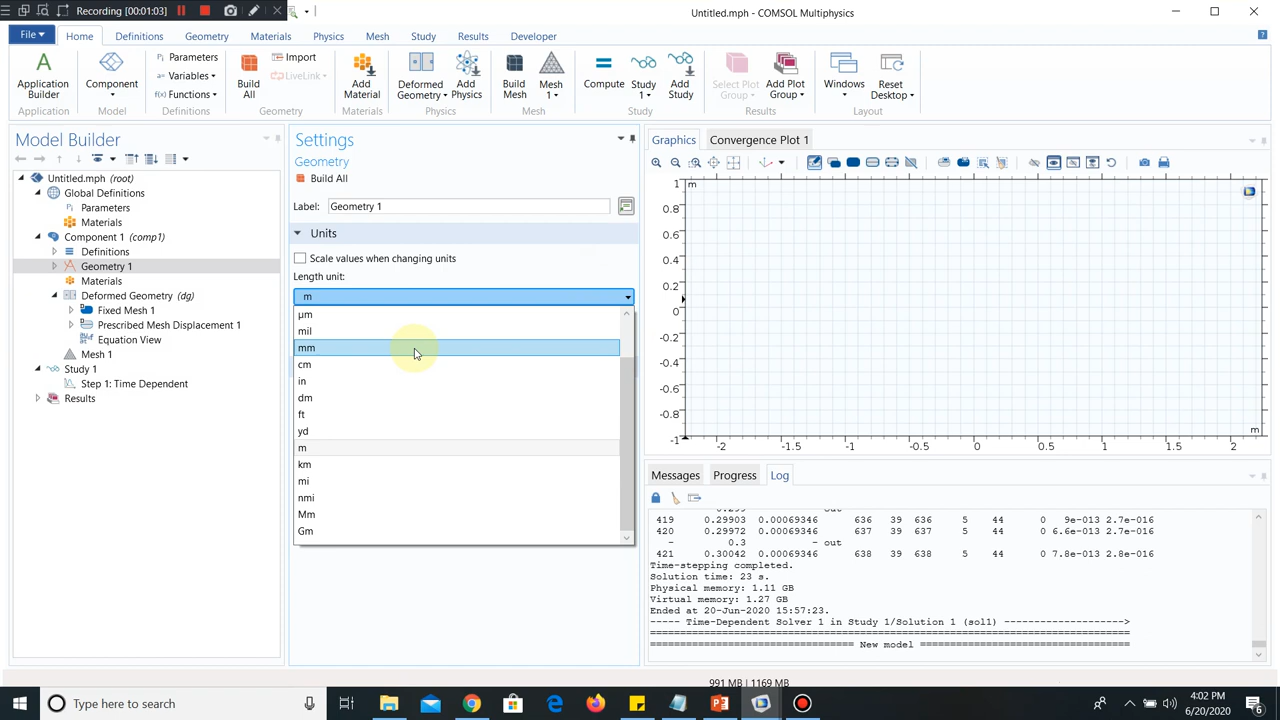 Recording [00:01:03]
Untitled.mph - COMSOL Multiphysics
File Home Definitions Geometry Materials Physics Mesh Study Results Developer
Application Builder
Component 1
Parameters
Variables
f(x) Functions
Build All
Import
LiveLink
Add Material
Deformed Geometry
Add Physics
Build Mesh
Mesh 1
Compute
Study 1
Add Study
Select Plot Group
Add Plot Group
Windows
Reset Desktop
Application Model Definitions Geometry Materials Physics Mesh Study Results Layout
Model Builder
Untitled.mph (root)
Global Definitions
Parameters
Materials
Component 1 (comp1)
Definitions
Geometry 1
Materials
Deformed Geometry (dg)
Fixed Mesh 1
Prescribed Mesh Displacement 1
Equation View
Mesh 1
Study 1
Step 1: Time Dependent
Results
Settings
Geometry
Build All
Label: Geometry 1
Units
Scale values when changing units
Length unit:
m
µm
mil
mm
cm
in
dm
ft
yd
m
km
mi
nmi
Mm
Gm
Graphics Convergence Plot 1
1
m
0.8
0.6
0.4
0.2
0
-0.2
-0.4
-0.6
-0.8
-1
m
-2 -1.5 -1 -0.5 0 0.5 1 1.5 2
Messages Progress Log
0.299 - out
419 0.29903 0.00069346 636 39 636 5 44 0 9e-013 2.7e-016
420 0.29972 0.00069346 637 39 637 5 44 0 6.6e-013 2.7e-016
- 0.3 - out
421 0.30042 0.00069346 638 39 638 5 44 0 7.8e-013 2.8e-016
Time-stepping completed.
Solution time: 23 s.
Physical memory: 1.11 GB
Virtual memory: 1.27 GB
Ended at 20-Jun-2020 15:57:23.
----- Time-Dependent Solver 1 in Study 1/Solution 1 (sol1) -------------------->
================================== New model ===================================
991 MB | 1169 MB
Type here to search
4:02 PM
6/20/2020
6